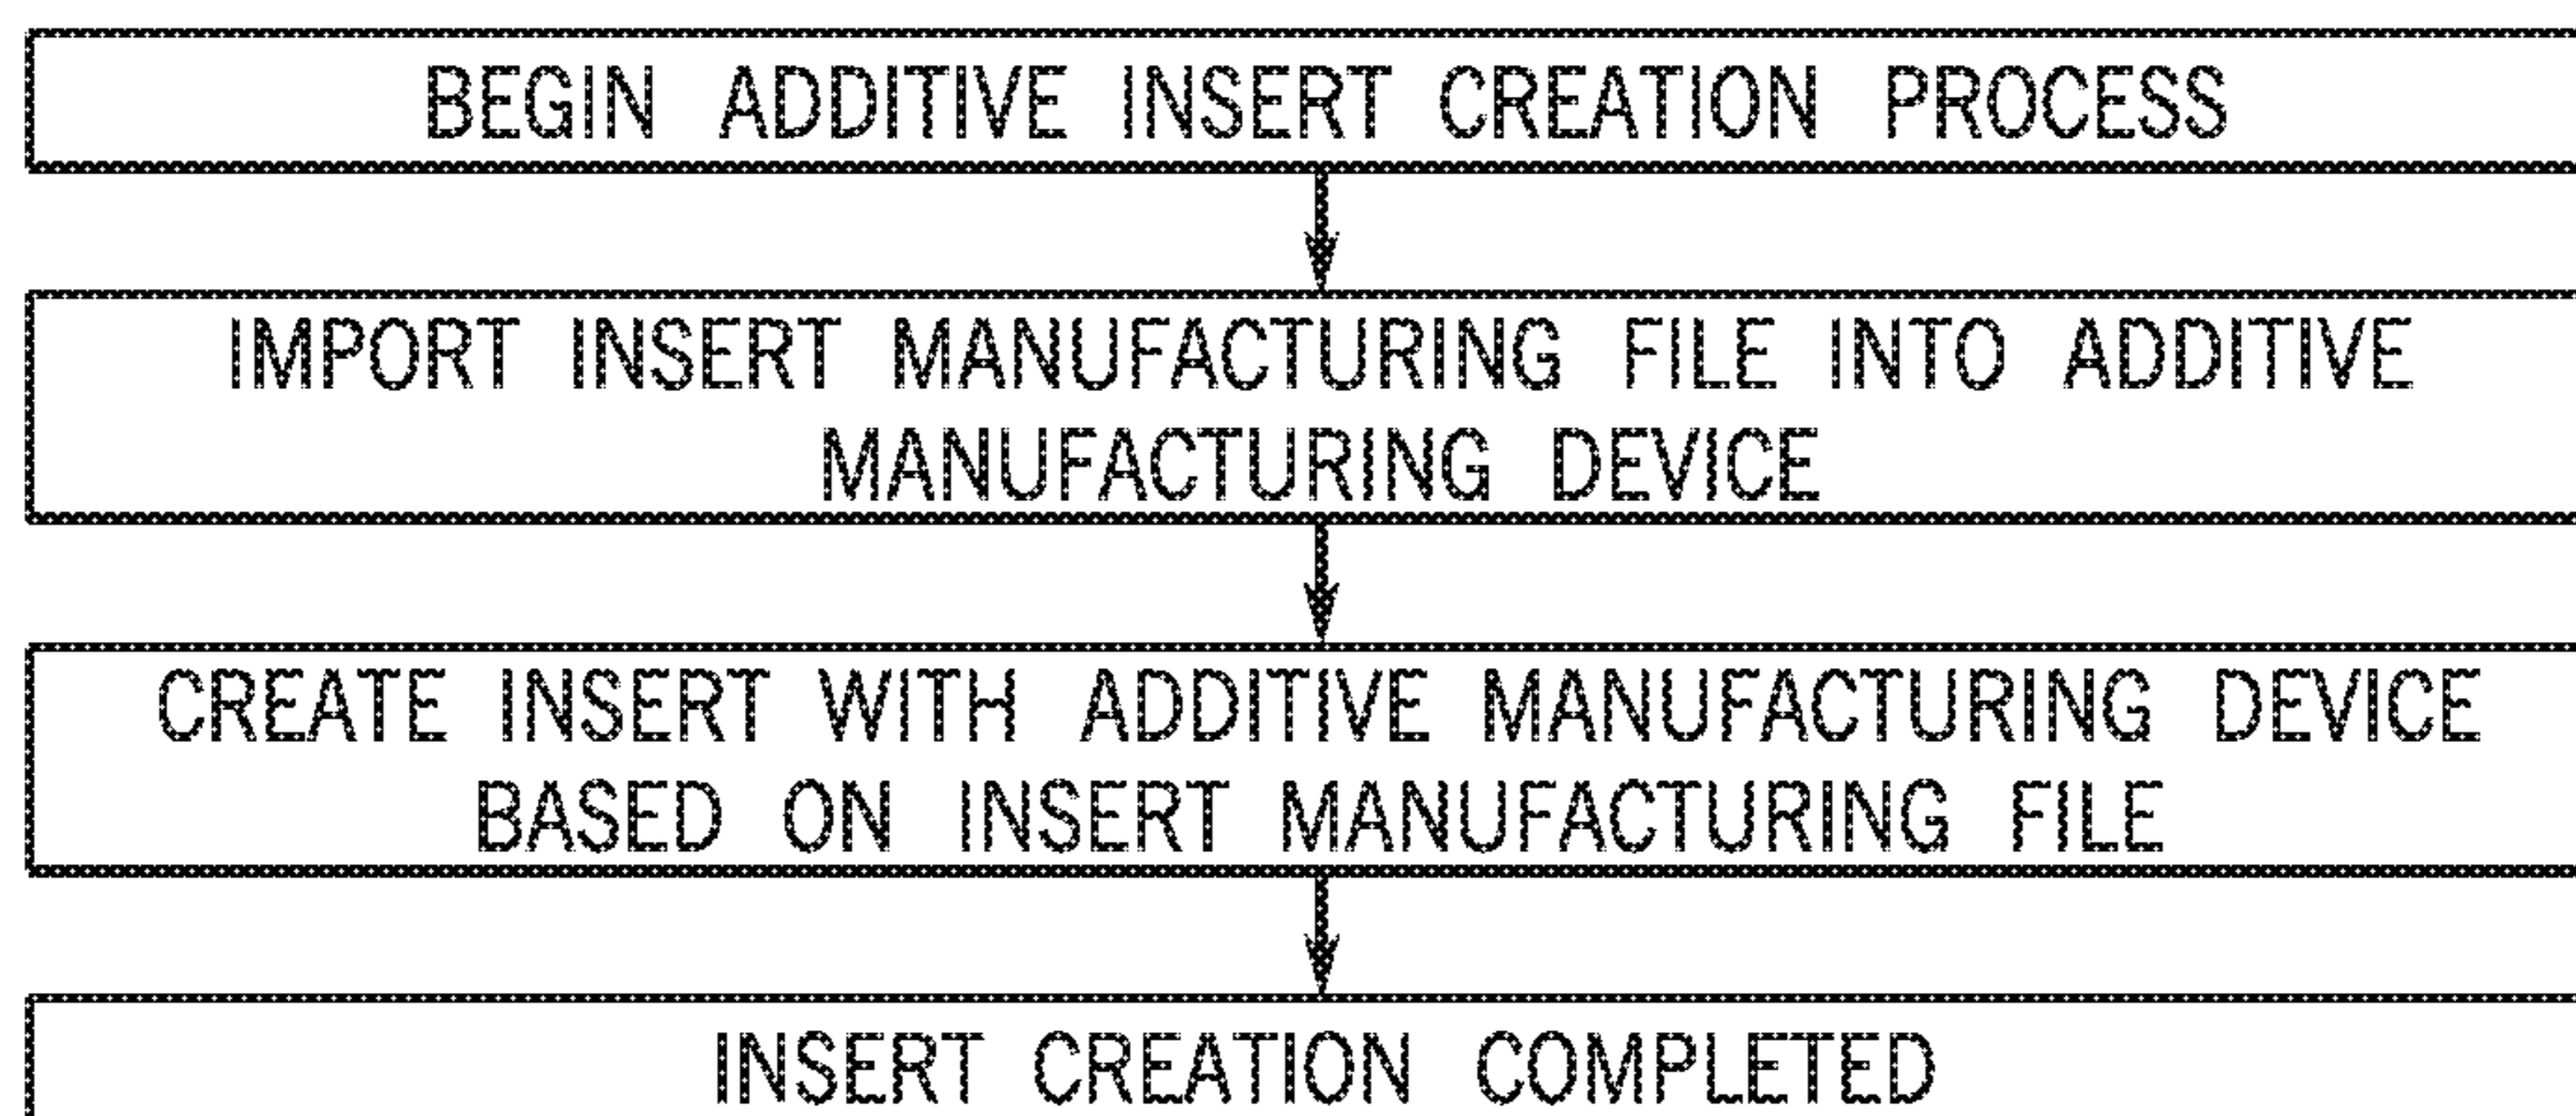 BEGIN ADDITIVE INSERT CREATION PROCESS
IMPORT INSERT MANUFACTURING FILE INTO ADDITIVE
MANUFACTURING DEVICE
CREATE INSERT WITH ADDITIVE MANUFACTURING DEVICE
BASED ON INSERT MANUFACTURING FILE
INSERT CREATION COMPLETED